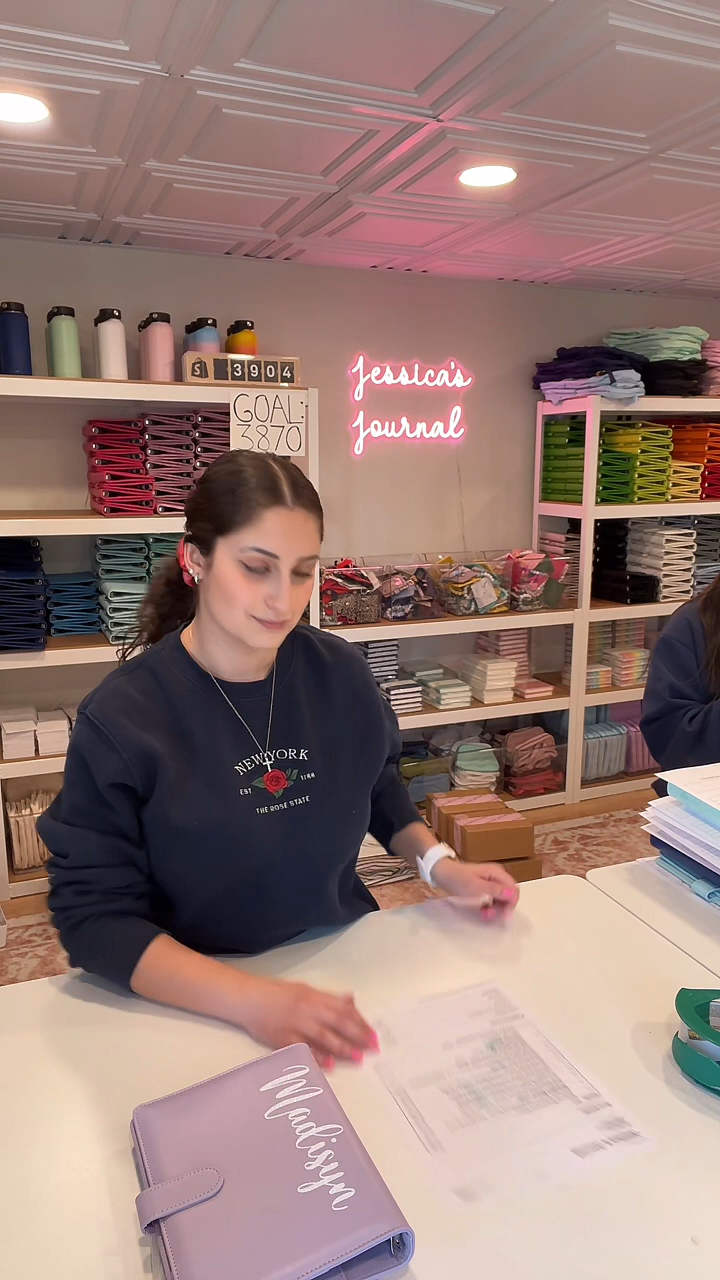 3904
GOAL:
3870
Jessica's
Journal
NEW YORK
EST 1788
THE ROSE STATE
Madisyn